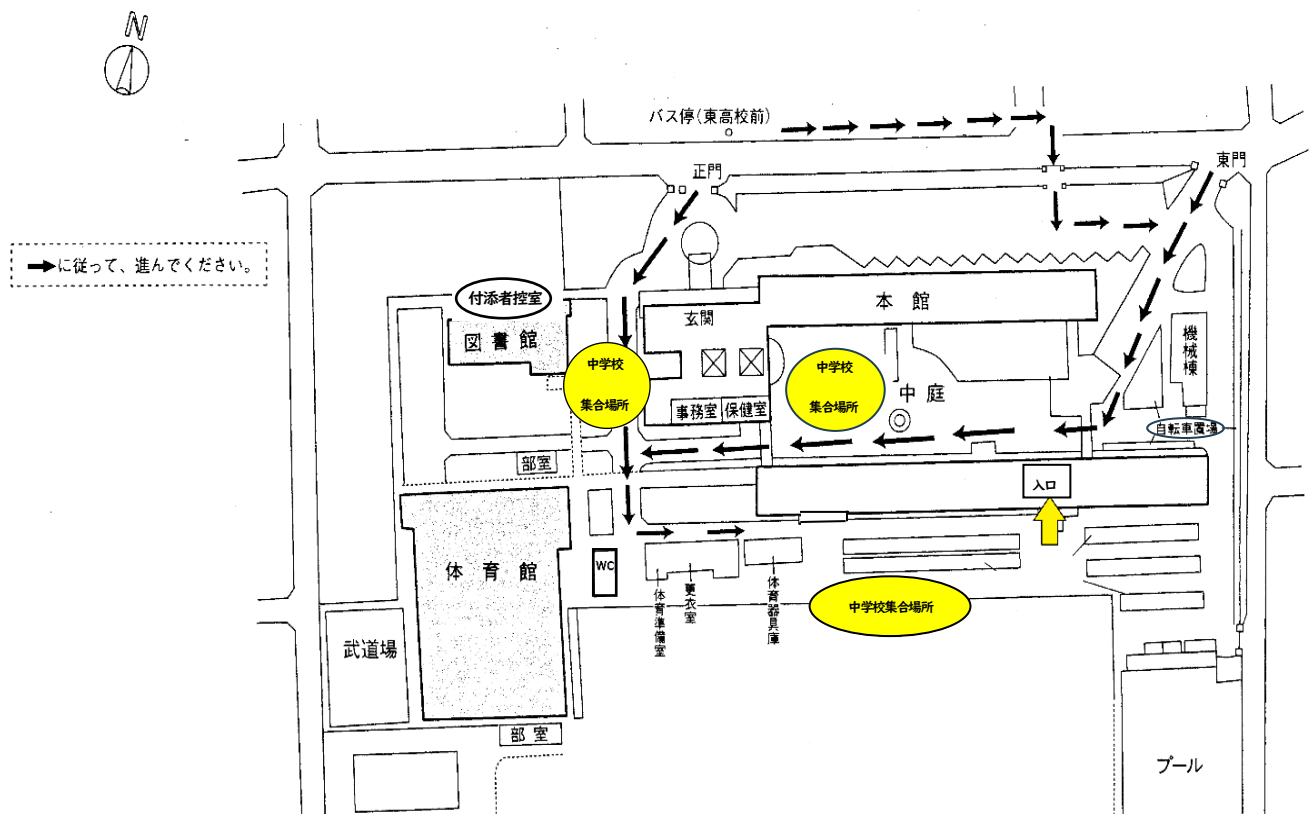 N
バス停(東高校前)
正門
東門
➡に従って、進んでください。
付添者控室
図書館
玄関
本館
機械棟
中学校
集合場所
中学校
集合場所
中庭
事務室
保健室
自転車置場
部室
入口
体育館
WC
体育準備室
更衣室
体育器具庫
中学校集合場所
武道場
部室
プール